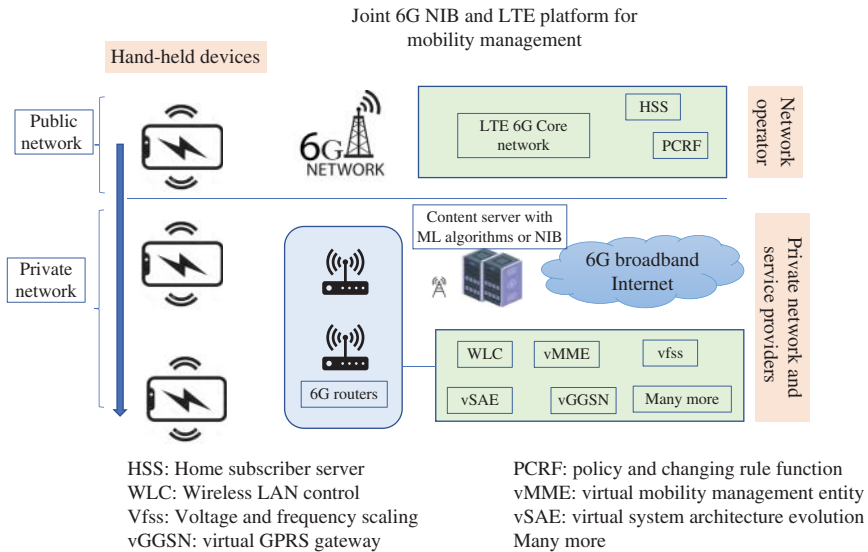 Joint 6G NIB and LTE platform for
mobility management
Hand-held devices
Public
network
6G
NETWORK
LTE 6G Core
network
HSS
PCRF
Network
operator
Private
network
Content server with
ML algorithms or NIB
6G broadband
Internet
6G routers
WLC
vMME
vfss
vSAE
vGGSN
Many more
Private network and
service providers
HSS: Home subscriber server
WLC: Wireless LAN control
Vfss: Voltage and frequency scaling
vGGSN: virtual GPRS gateway
PCRF: policy and changing rule function
vMME: virtual mobility management entity
vSAE: virtual system architecture evolution
Many more